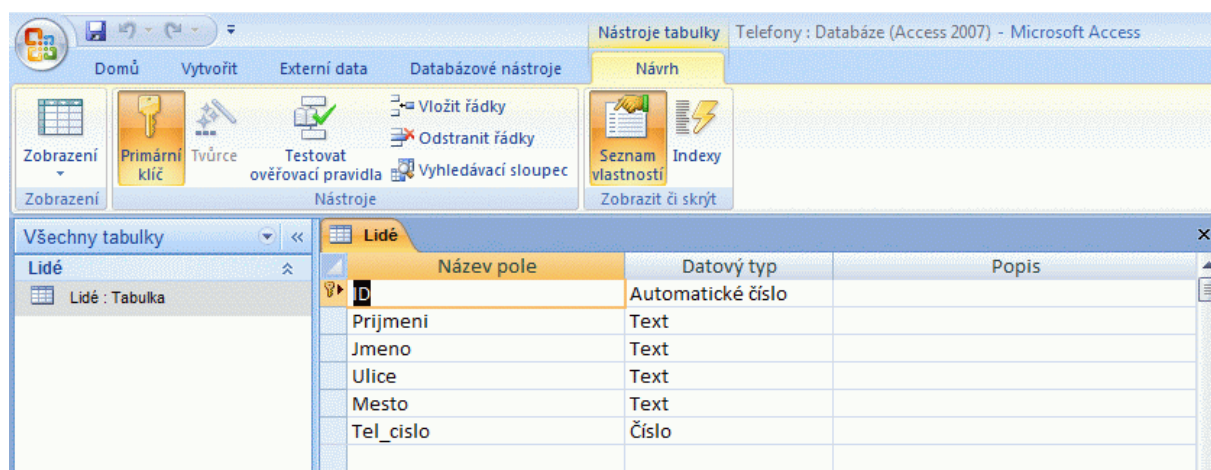 Nástroje tabulky Telefony : Databáze (Access 2007) - Microsoft Access
Domů Vytvořit Externí data Databázové nástroje Návrh
Zobrazení
Primární klíč
Tvůrce
Testovat ověřovací pravidla
Vložit řádky
Odstranit řádky
Vyhledávací sloupec
Seznam vlastností
Indexy
Zobrazení Nástroje Zobrazit či skrýt
Všechny tabulky «
Lidé
Lidé : Tabulka
Lidé
Název pole Datový typ Popis
ID Automatické číslo
Prijmeni Text
Jmeno Text
Ulice Text
Mesto Text
Tel_cislo Číslo